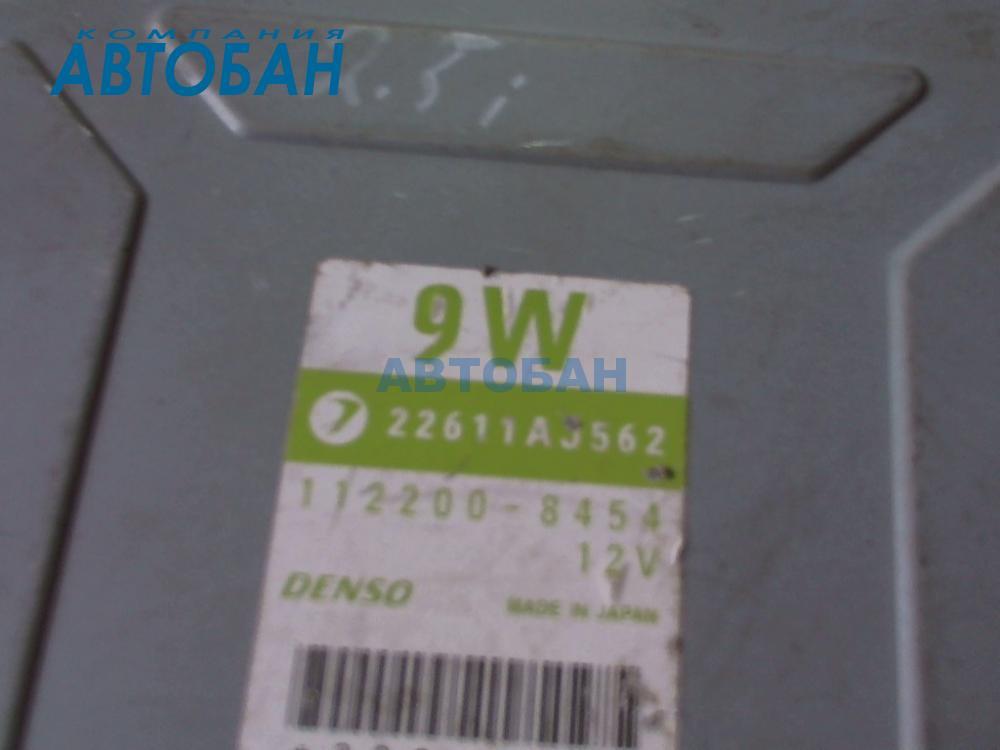 КОМПАНИЯ
АВТОБАН
9W
АВТОБАН
22611AJ562
112200-8454
12V
DENSO
MADE IN JAPAN